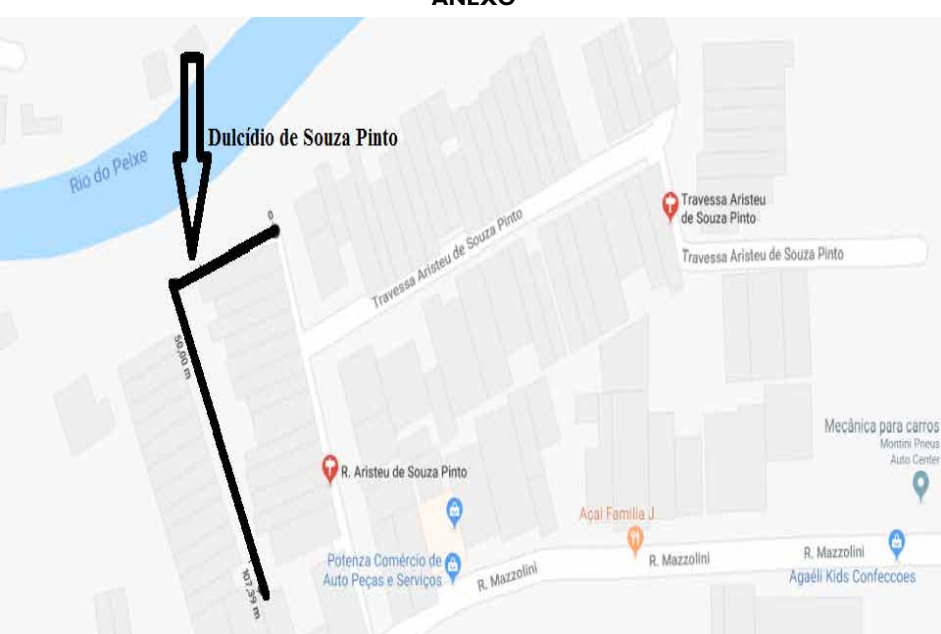 ANEXO
Dulcídio de Souza Pinto
Rio do Peixe
0
Travessa Aristeu
de Souza Pinto
Travessa Aristeu de Souza Pinto
Travessa Aristeu de Souza Pinto
50,00 m
Mecânica para carros
Montini Pneus
Auto Center
R. Aristeu de Souza Pinto
Açaí Família J
Potenza Comércio de
Auto Peças e Serviços
R. Mazzolini
R. Mazzolini
R. Mazzolini
Agaéli Kids Confeccoes
107,39 m